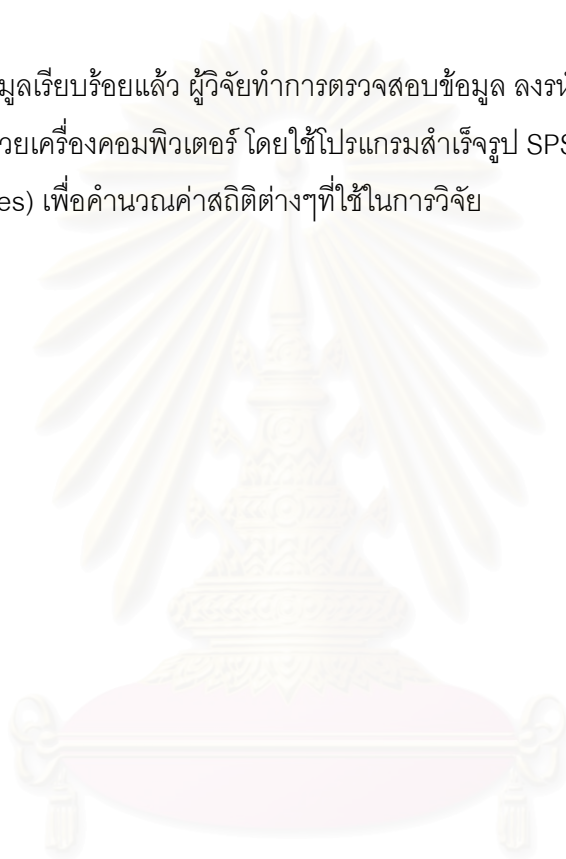 มูลเรียบร้อยแล้ว ผู้วิจัยทำการตรวจสอบข้อมูล ลงรหั
วยเครื่องคอมพิวเตอร์ โดยใช้โปรแกรมสำเร็จรูป SPS
es) เพื่อคำนวณค่าสถิติต่างๆที่ใช้ในการวิจัย